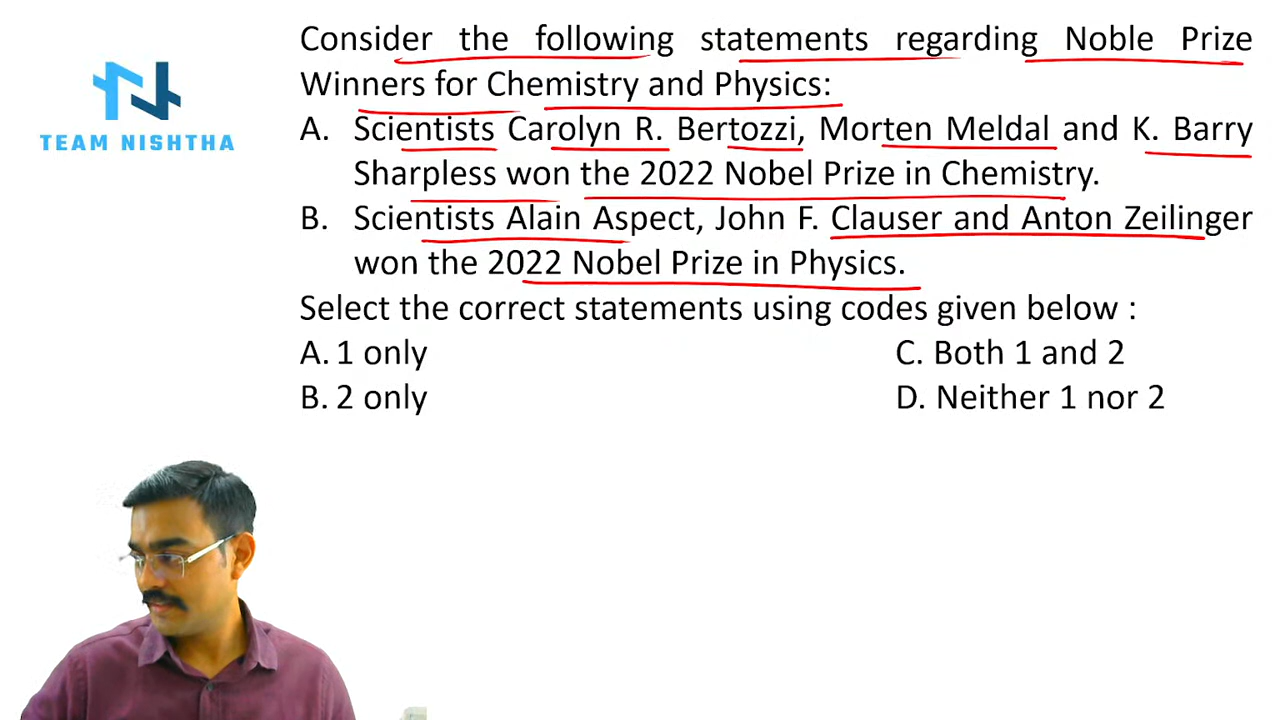 Consider the following statements regarding Noble Prize
Winners for Chemistry and Physics:
A. Scientists Carolyn R. Bertozzi, Morten Meldal and K. Barry
Sharpless won the 2022 Nobel Prize in Chemistry.
B. Scientists Alain Aspect, John F. Clauser and Anton Zeilinger
won the 2022 Nobel Prize in Physics.
Select the correct statements using codes given below :
A. 1 only
C. Both 1 and 2
B. 2 only
D. Neither 1 nor 2
TEAM NISHTHA